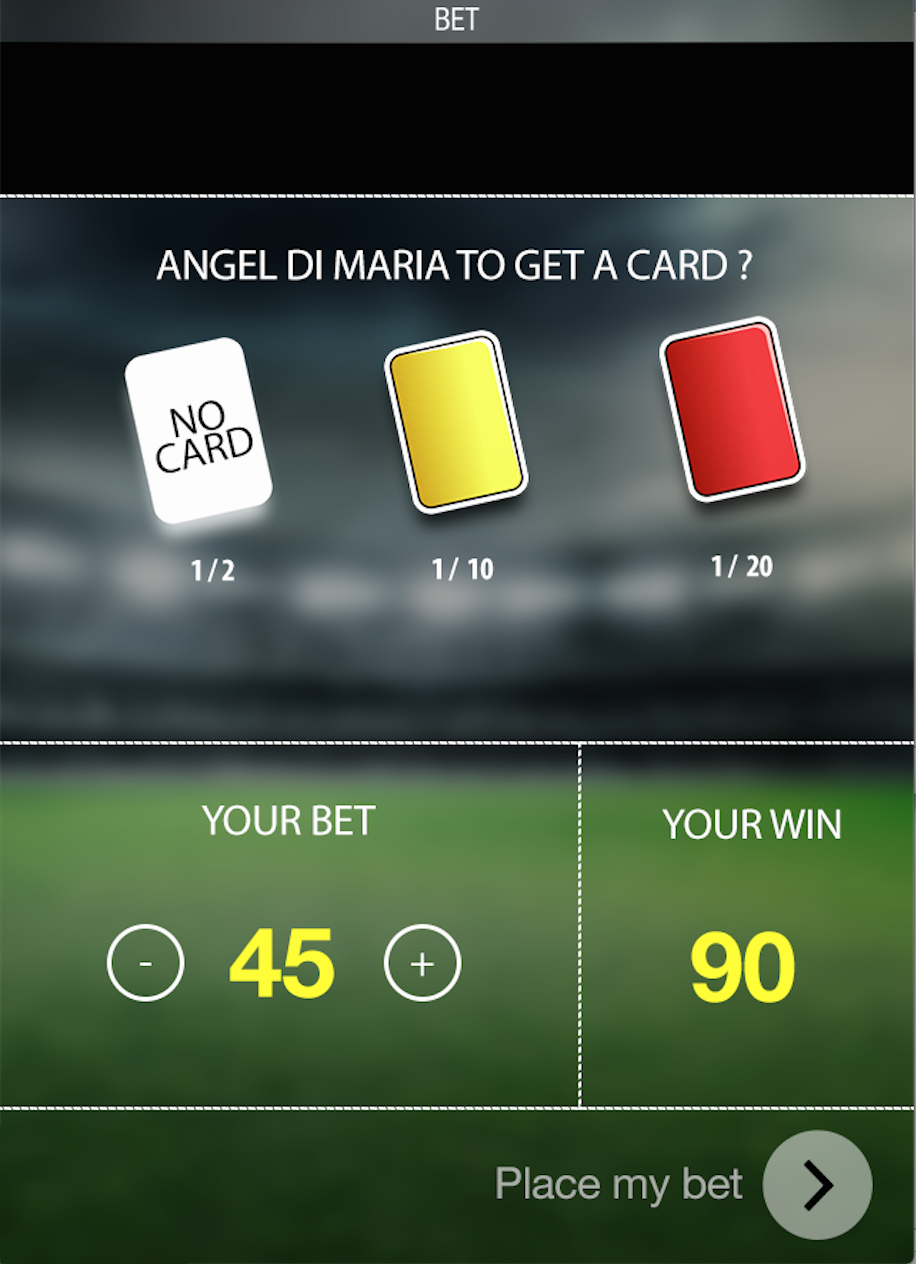 BET
ANGEL DI MARIA TO GET A CARD ?
NO
CARD
1/2
1/ 10
1/ 20
YOUR BET
YOUR WIN
- 45 +
90
Place my bet